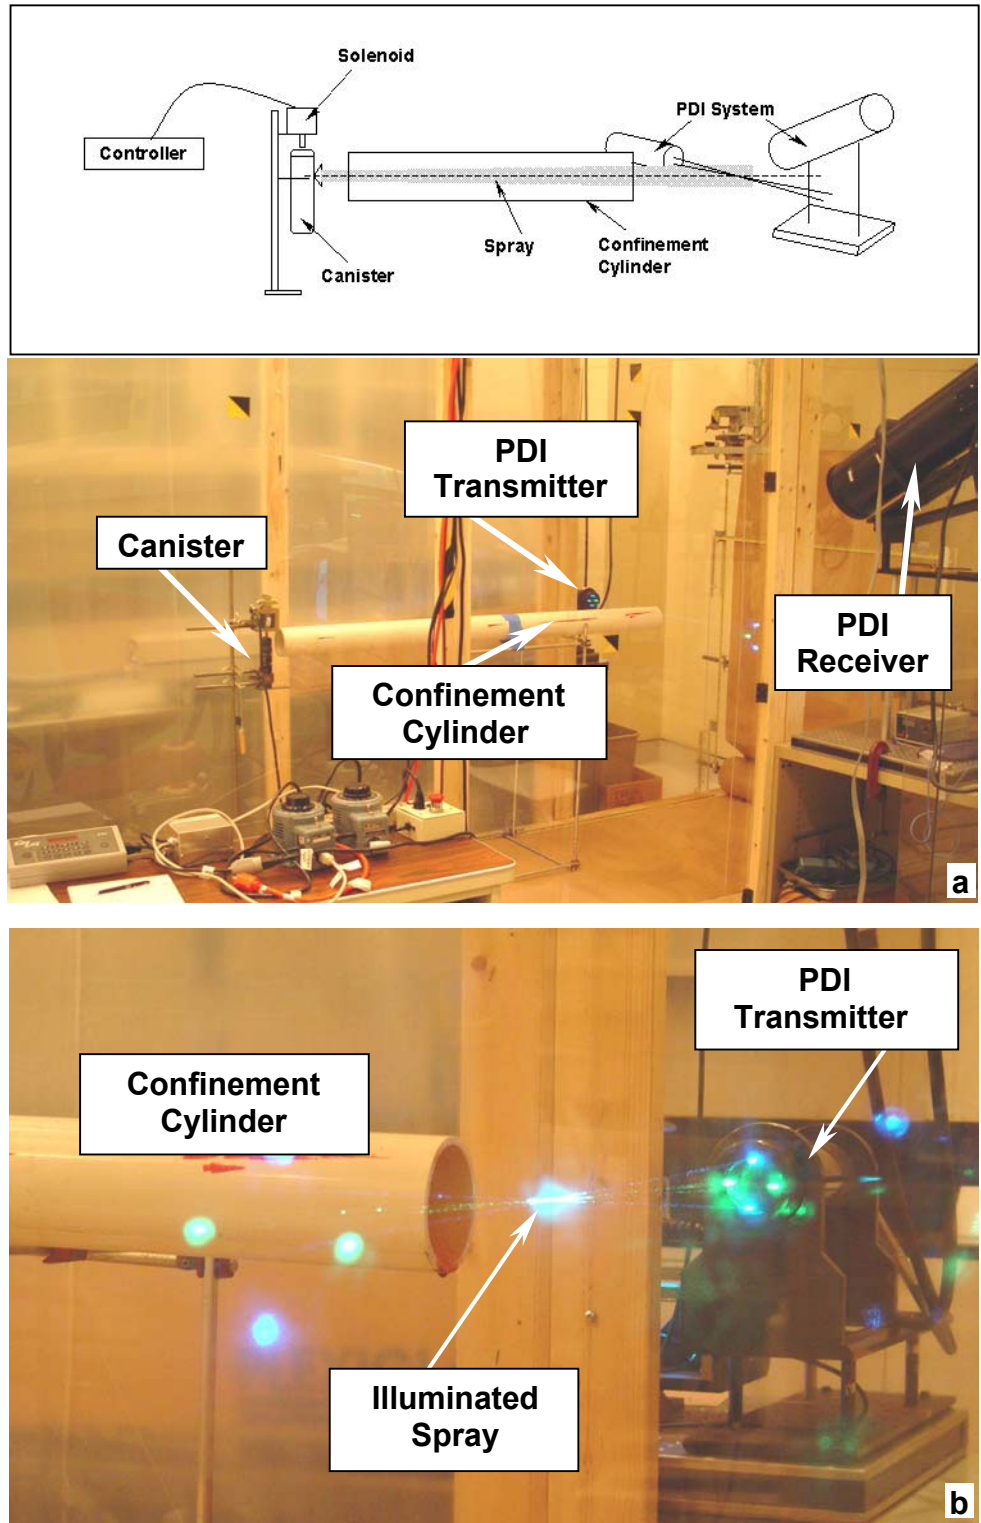 Solenoid
PDI System
Controller
Spray
Confinement
Cylinder
Canister
PDI
Transmitter
Canister
PDI
Receiver
Confinement
Cylinder
a
PDI
Transmitter
Confinement
Cylinder
Illuminated
Spray
b